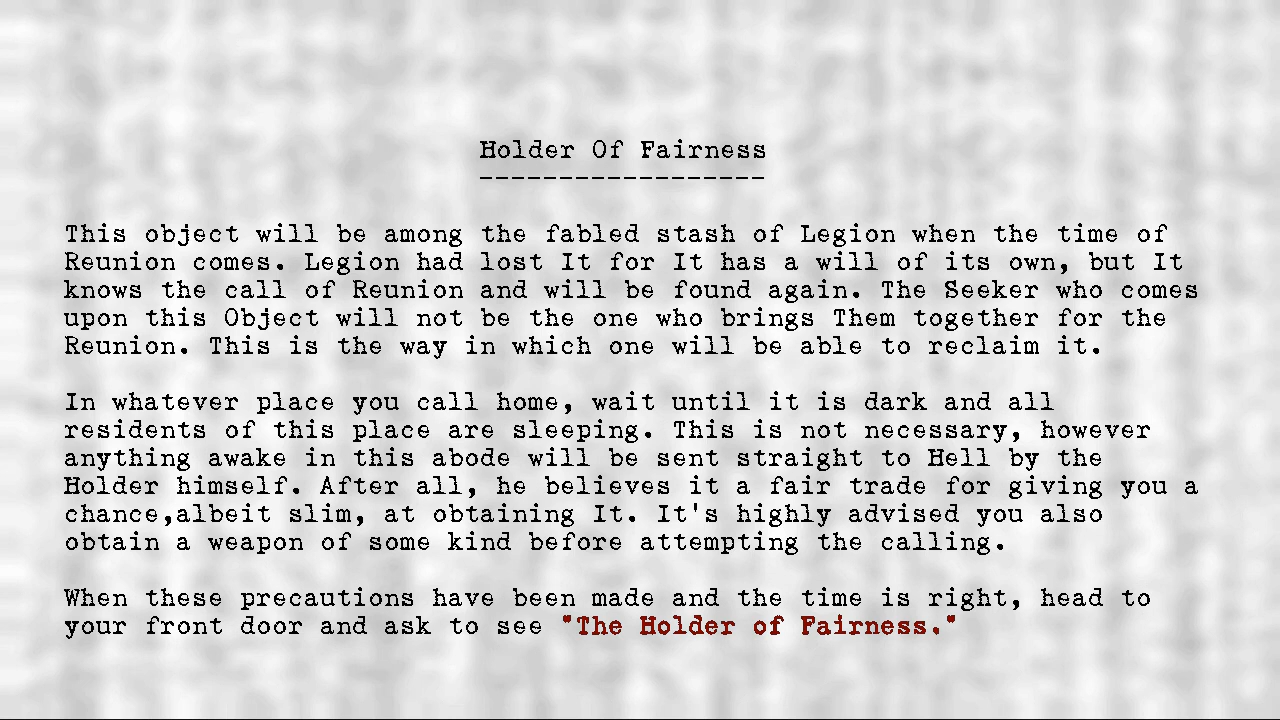 Holder Of Fairness
------------------
This object will be among the fabled stash of Legion when the time of
Reunion comes. Legion had lost It for It has a will of its own, but It
knows the call of Reunion and will be found again. The Seeker who comes
upon this Object will not be the one who brings Them together for the
Reunion. This is the way in which one will be able to reclaim it.
In whatever place you call home, wait until it is dark and all
residents of this place are sleeping. This is not necessary, however
anything awake in this abode will be sent straight to Hell by the
Holder himself. After all, he believes it a fair trade for giving you a
chance,albeit slim, at obtaining It. It's highly advised you also
obtain a weapon of some kind before attempting the calling.
When these precautions have been made and the time is right, head to
your front door and ask to see "The Holder of Fairness."